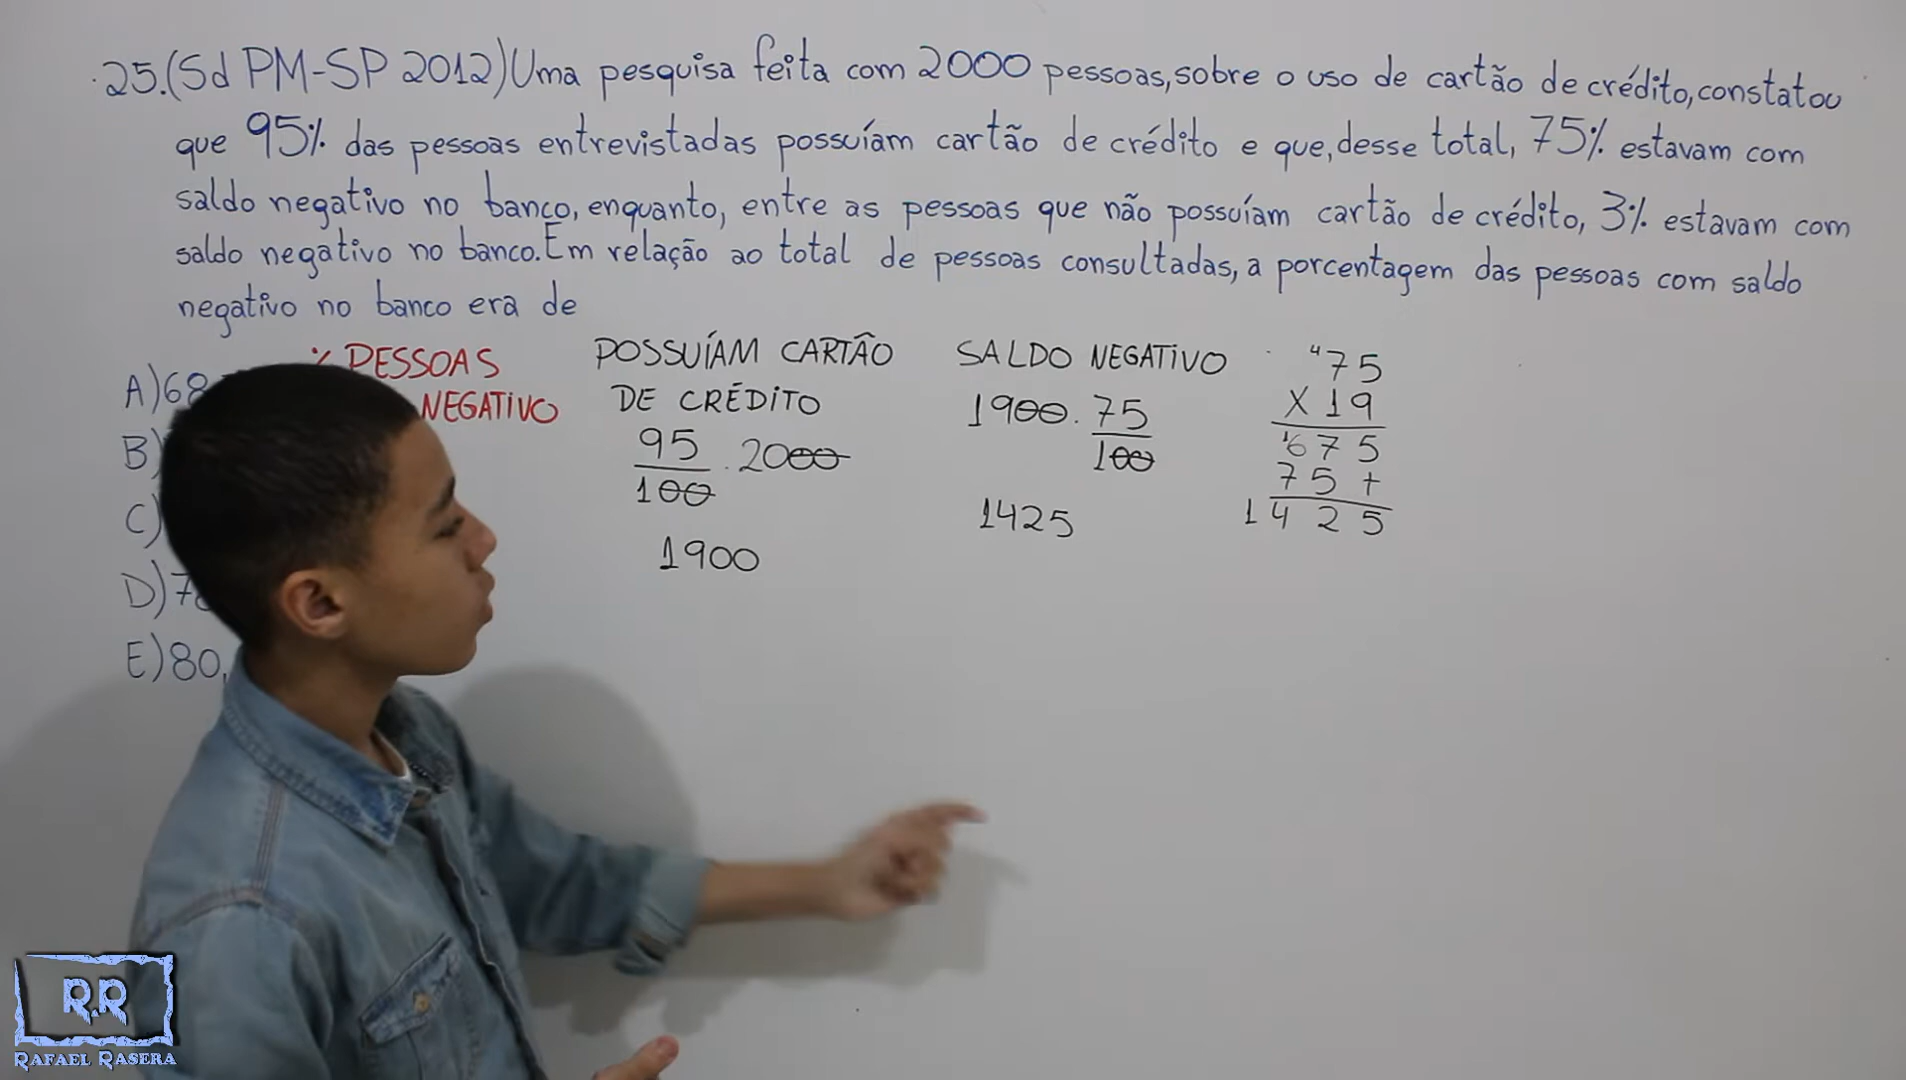 25.(Sd PM-SP 2012) Uma pesquisa feita com 2000 pessoas, sobre o uso de cartão de crédito, constatou
que 95% das pessoas entrevistadas possuíam cartão de crédito e que, desse total, 75% estavam com
saldo negativo no banco, enquanto, entre as pessoas que não possuíam cartão de crédito, 3% estavam com
saldo negativo no banco. Em relação ao total de pessoas consultadas, a porcentagem das pessoas com saldo
negativo no banco era de
A) 68
B)
C)
D) 7
E) 80,
% PESSOAS
NEGATIVO
POSSUÍAM CARTÂO
DE CRÉDITO
95
100
. 2000
1900
SALDO NEGATIVO
1900 . 75
100
1425
4 75
X 19
1675
75+
1425
R.R
RAFAEL RASERA